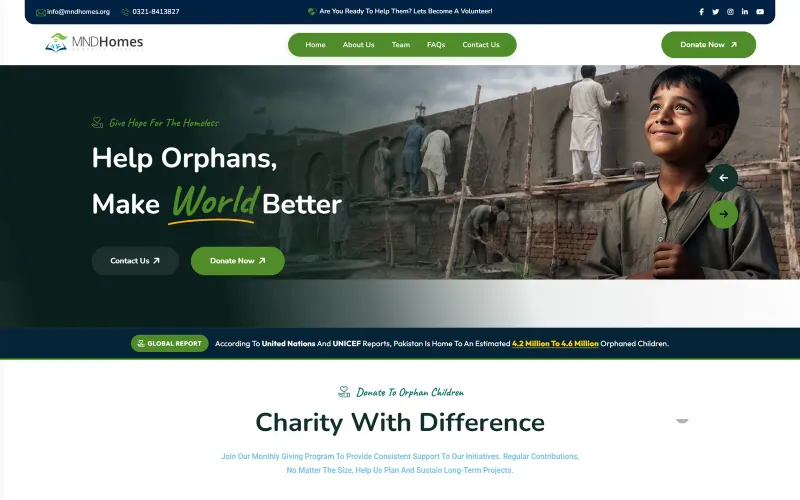 info@mndhomes.org
0321-8413827
Are You Ready To Help Them? Lets Become A Volunteer!
MNDHomes
Home
About Us
Team
FAQs
Contact Us
Donate Now
Give Hope For The Homeless
Help Orphans,
Make World Better
Contact Us
Donate Now
GLOBAL REPORT
According To United Nations And UNICEF Reports, Pakistan Is Home To An Estimated 4.2 Million To 4.6 Million Orphaned Children.
Donate To Orphan Children
Charity With Difference
Join Our Monthly Giving Program To Provide Consistent Support To Our Initiatives. Regular Contributions,
No Matter The Size, Help Us Plan And Sustain Long-Term Projects.